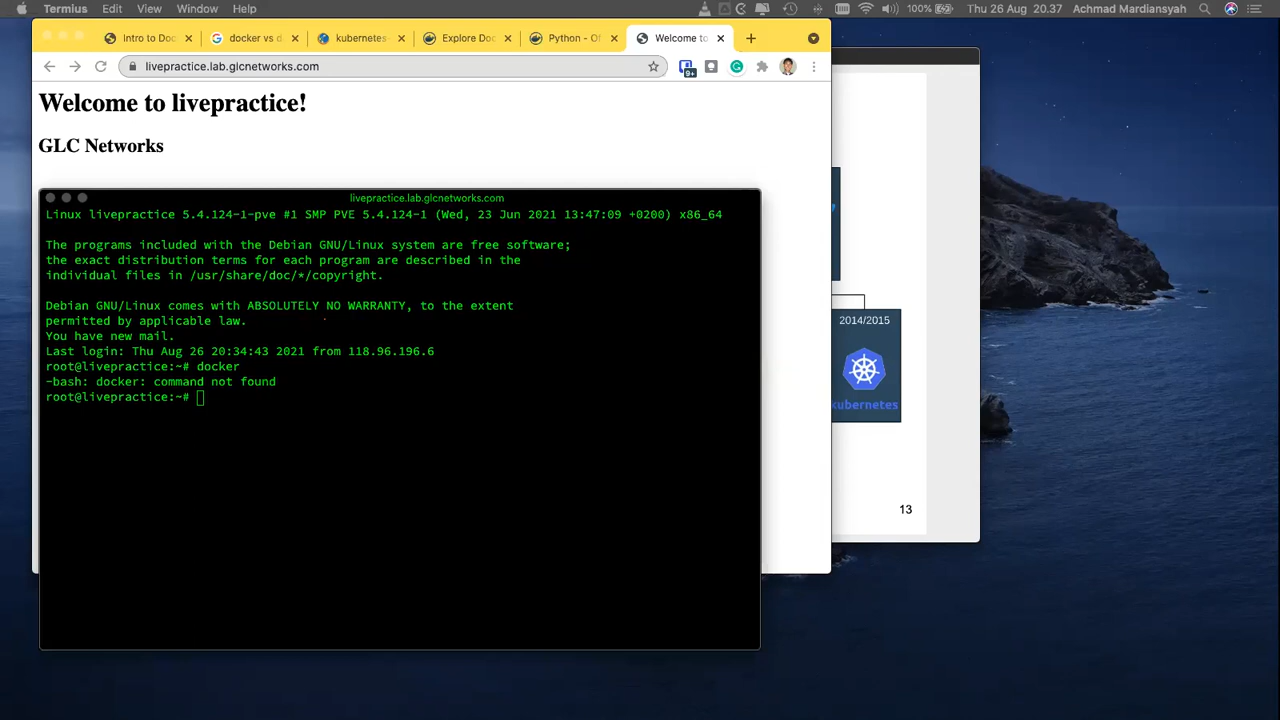 Termius Edit View Window Help 100% Thu 26 Aug 20.37 Achmad Mardiansyah
Intro to Doc docker vs d kubernetes Explore Doc Python - Of Welcome to
livepractice.lab.glcnetworks.com
9+
Welcome to livepractice!
GLC Networks
livepractice.lab.glcnetworks.com
Linux livepractice 5.4.124-1-pve #1 SMP PVE 5.4.124-1 (Wed, 23 Jun 2021 13:47:09 +0200) x86_64
The programs included with the Debian GNU/Linux system are free software;
the exact distribution terms for each program are described in the
individual files in /usr/share/doc/*/copyright.
Debian GNU/Linux comes with ABSOLUTELY NO WARRANTY, to the extent
permitted by applicable law.
You have new mail.
Last login: Thu Aug 26 20:34:43 2021 from 118.96.196.6
root@livepractice:~# docker
-bash: docker: command not found
root@livepractice:~#
2014/2015
kubernetes
13